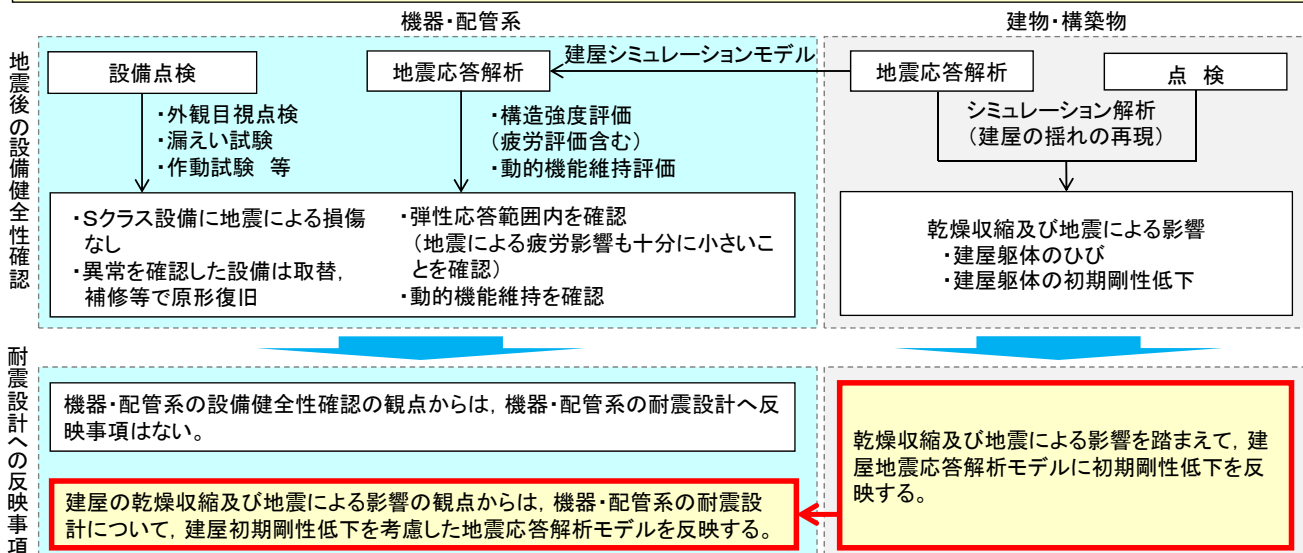 機器・配管系
建物・構築物
地震後の設備健全性確認
設備点検
地震応答解析
建屋シミュレーションモデル
地震応答解析
点 検
・外観目視点検
・漏えい試験
・作動試験 等
・構造強度評価
(疲労評価含む)
・動的機能維持評価
シミュレーション解析
(建屋の揺れの再現)
・Sクラス設備に地震による損傷
なし
・異常を確認した設備は取替,
補修等で原形復旧
・弾性応答範囲内を確認
(地震による疲労影響も十分に小さいこ
とを確認)
・動的機能維持を確認
乾燥収縮及び地震による影響
・建屋躯体のひび
・建屋躯体の初期剛性低下
耐震設計への反映事項
機器・配管系の設備健全性確認の観点からは, 機器・配管系の耐震設計へ反
映事項はない。
建屋の乾燥収縮及び地震による影響の観点からは, 機器・配管系の耐震設
計について, 建屋初期剛性低下を考慮した地震応答解析モデルを反映する。
乾燥収縮及び地震による影響を踏まえて, 建
屋地震応答解析モデルに初期剛性低下を反
映する。